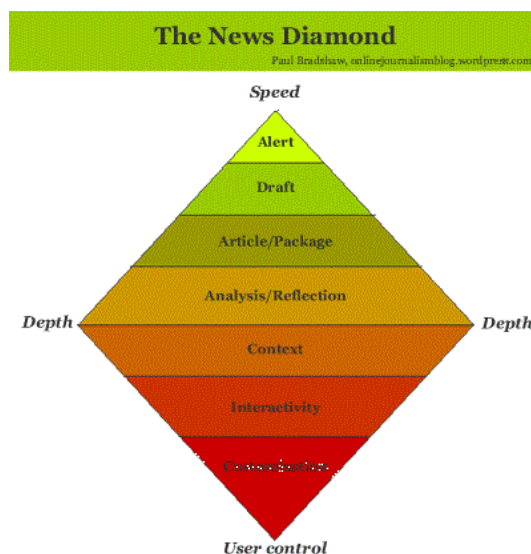 The News Diamond
Paul Bradshaw, onlinejournalismblog.wordpress.com
Speed
Alert
Draft
Article/Package
Analysis/Reflection
Depth Depth
Context
Interactivity
Customisation
User control